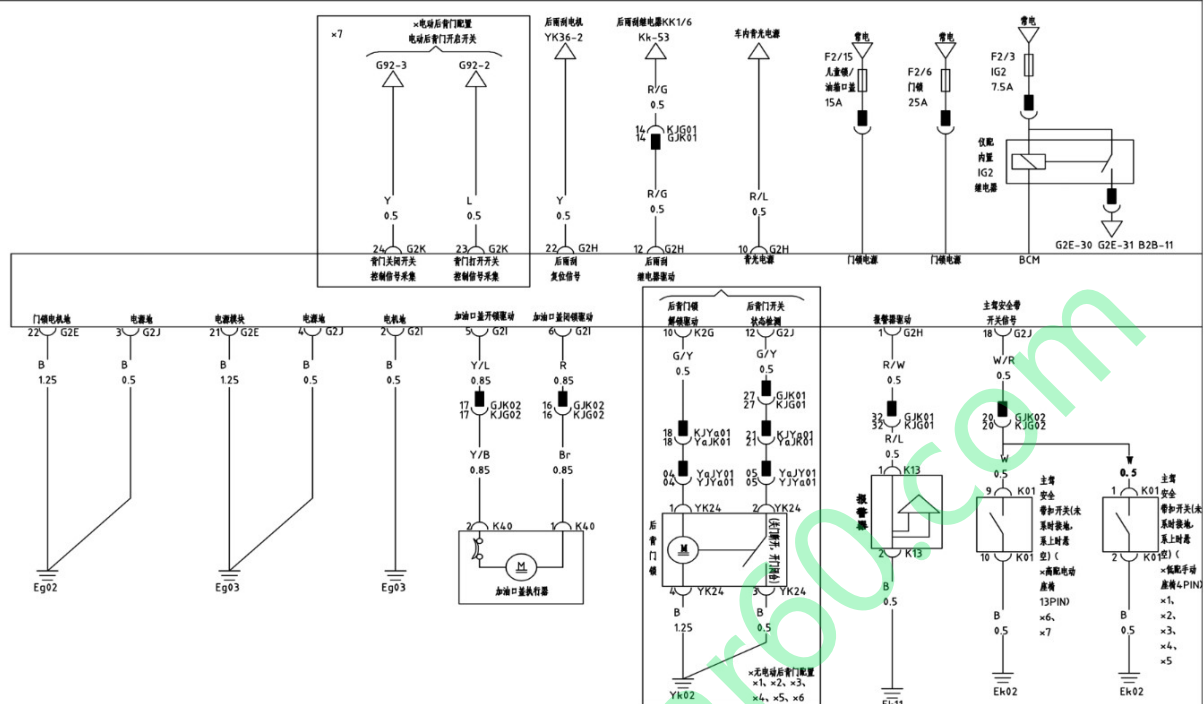 ×7
×电动后背门配置
电动后背门开启开关
G92-3
G92-2
Y
0.5
L
0.5
24 G2K
23 G2K
背门关闭开关
控制信号采集
背门打开开关
控制信号采集
后雨刮电机
YK36-2
Y
0.5
22 G2H
后雨刮
复位信号
后雨刮继电器KK1/6
Kk-53
R/G
0.5
14 KJG01
14 GJK01
R/G
0.5
12 G2H
后雨刮
继电器驱动
车内背光电源
R/L
0.5
10 G2H
背光电源
常电
F2/15
儿童锁/
油箱口盖
15A
门锁电源
常电
F2/6
门锁
25A
门锁电源
常电
F2/3
IG2
7.5A
仪配
内置
IG2
继电器
G2E-30 G2E-31 B2B-11
BCM
门锁电机地
22 G2E
B
1.25
电源地
3 G2J
B
0.5
Eg02
电源模块
21 G2E
B
1.25
电源地
4 G2J
B
0.5
Eg03
电机地
2 G2I
B
0.5
Eg03
加油口盖开锁驱动
5 G2I
Y/L
0.85
17 GJK02
17 KJG02
Y/B
0.85
2 K40
加油口盖闭锁驱动
6 G2I
R
0.85
16 GJK02
16 KJG02
Br
0.85
1 K40
M
加油口盖执行器
后背门锁
解锁驱动
10 K2G
G/Y
0.5
18 KJYa01
18 YaJK01
04 YaJY01
04 YJYa01
1 YK24
后背门开关
状态检测
12 G2J
G/Y
0.5
27 GJK01
27 KJG01
21 KJYa01
21 YaJK01
05 YaJY01
05 YJYa01
2 YK24
后背门锁
M
(关门断开,开门闭合)
4 YK24
3 YK24
B
1.25
B
0.5
Yk02
×无电动后背门配置
×1、×2、×3、
×4、×5、×6
报警器驱动
1 G2H
R/W
0.5
32 GJK01
32 KJG01
R/L
0.5
1 K13
报警器
2 K13
B
0.5
Ek11
主驾安全带
开关信号
18 G2J
W/R
0.5
20 GJK02
20 KJG02
W
0.5
9 K01
10 K01
B
0.5
Ek02
主驾
安全
带扣开关(未
系时接地,
系上时悬
空)(
×高配电动
座椅
13PIN)
×6、
×7
W
0.5
1 K01
2 K01
B
0.5
Ek02
主驾
安全
带扣开关(未
系时接地,
系上时悬
空)(
×低配手动
座椅4PIN)
×1、
×2、
×3、
×4、
×5